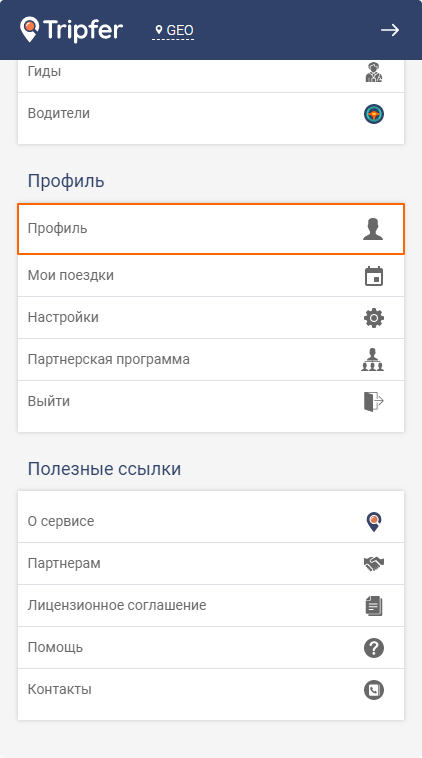 Tripfer
GEO
Гиды
Водители
Профиль
Профиль
Мои поездки
Настройки
Партнерская программа
Выйти
Полезные ссылки
О сервисе
Партнерам
Лицензионное соглашение
Помощь
Контакты